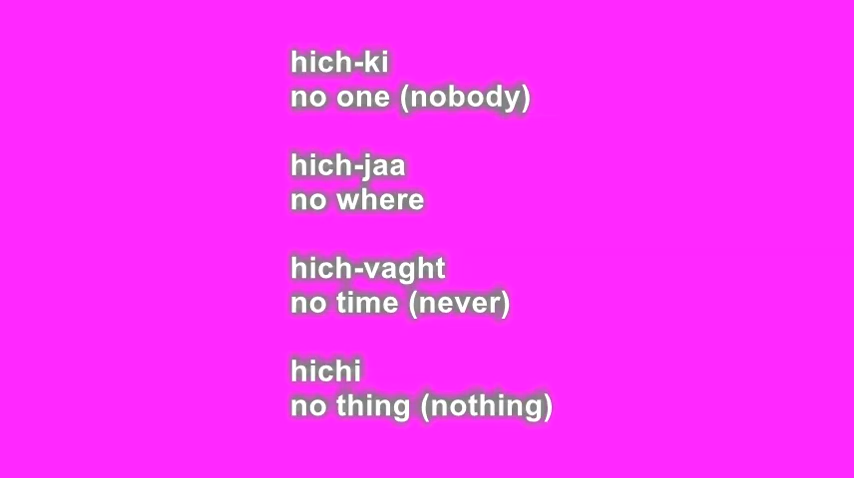 hich-ki
no one (nobody)
hich-jaa
no where
hich-vaght
no time (never)
hichi
no thing (nothing)